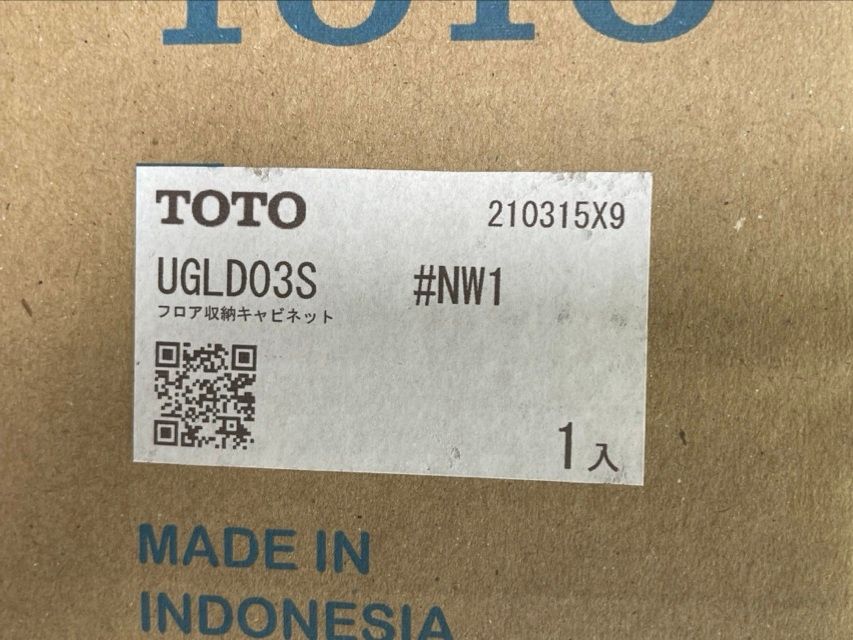 TOTO
TOTO
210315X9
UGLD03S
#NW1
フロア収納キャビネット
1入
MADE IN
INDONESIA